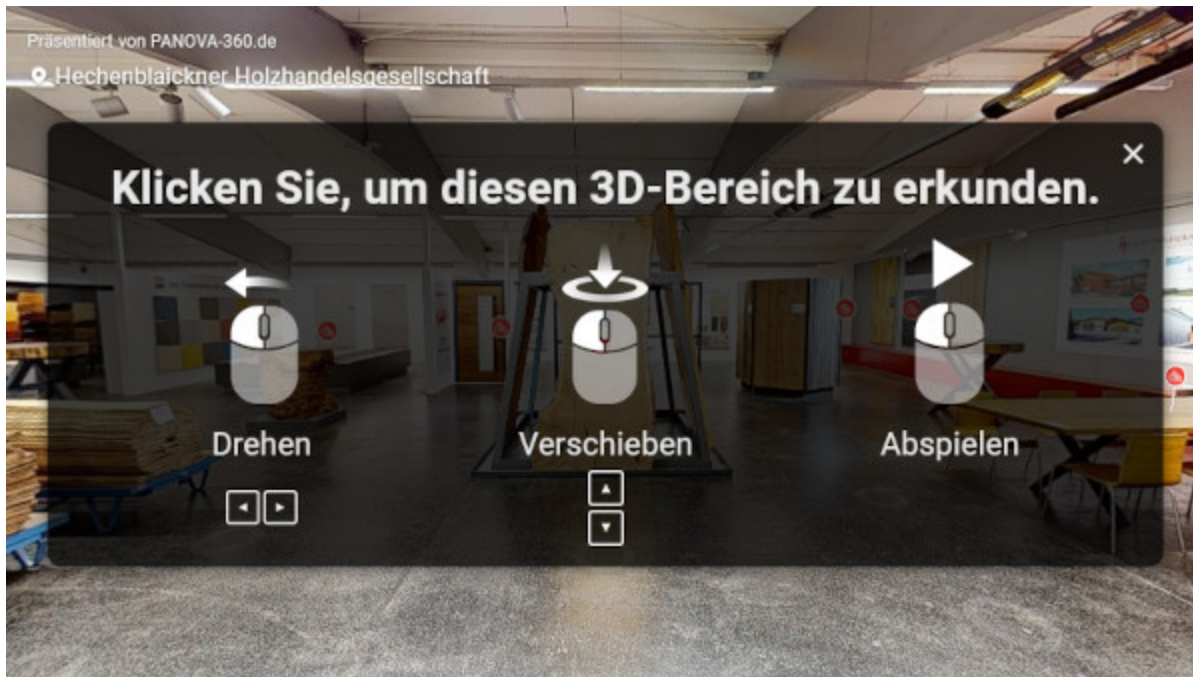 Präsentiert von PANOVA-360.de
Hechenblaickner Holzhandelsgesellschaft
Klicken Sie, um diesen 3D-Bereich zu erkunden.
Drehen
Verschieben
Abspielen